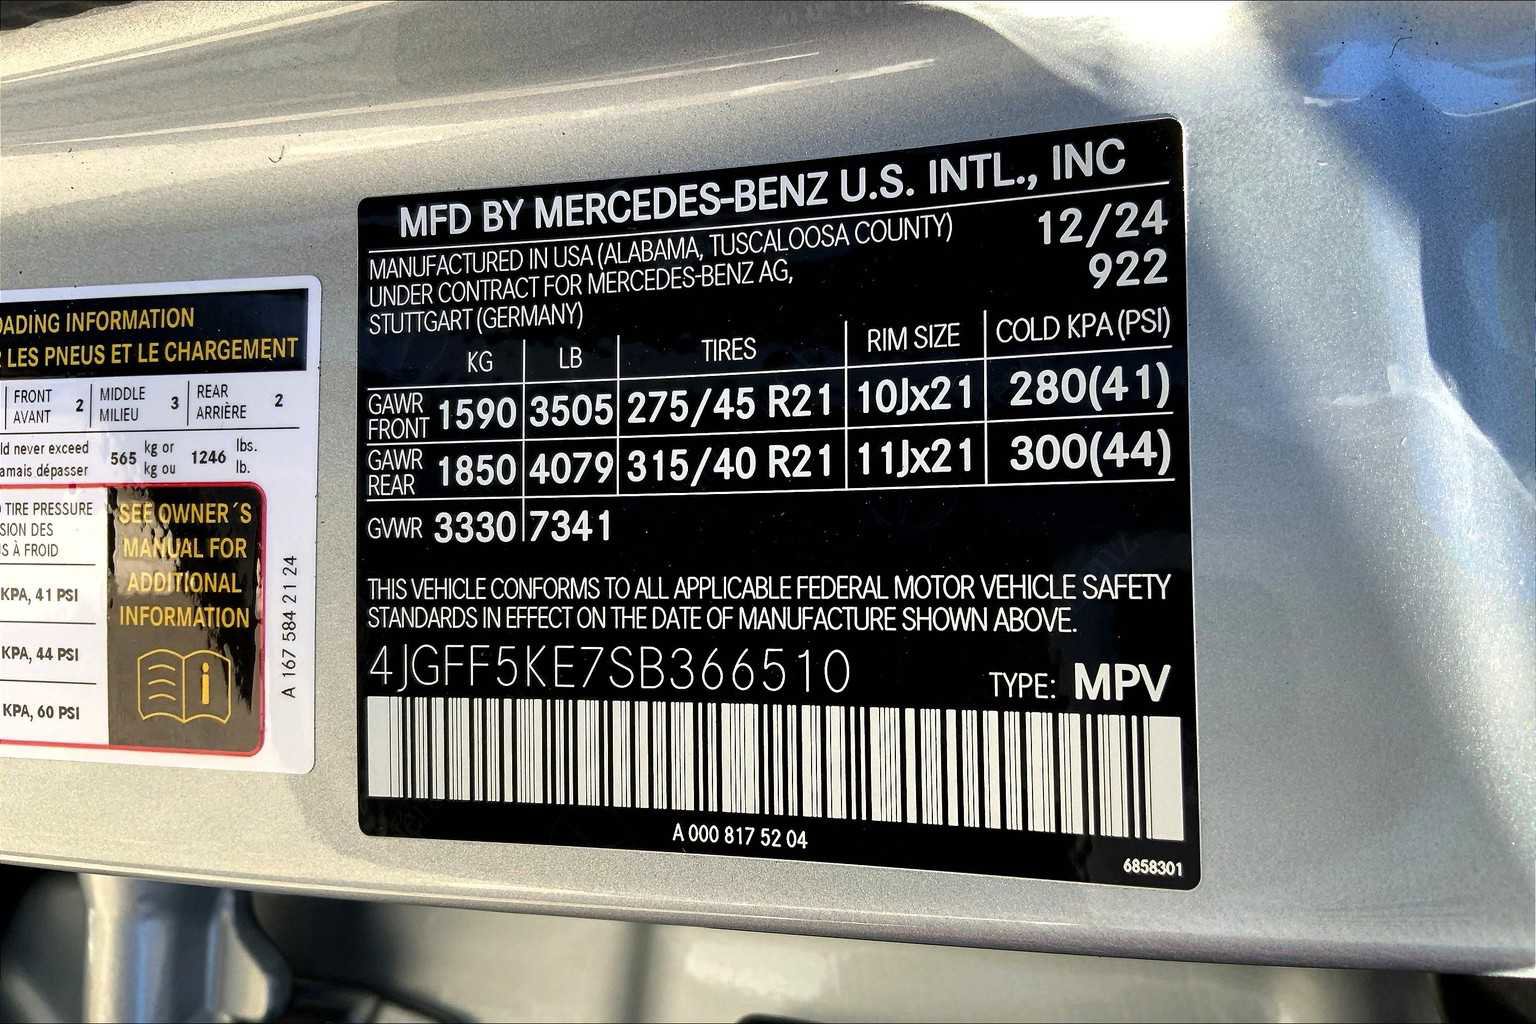 OADING INFORMATION
LES PNEUS ET LE CHARGEMENT
FRONT AVANT 2 MIDDLE MILIEU 3 REAR ARRIÈRE 2
never exceed 565 kg or 1246 lbs.
jamais dépasser kg ou lb.
TIRE PRESSURE
SION DES
À FROID
KPA, 41 PSI
KPA, 44 PSI
KPA, 60 PSI
SEE OWNER´S
MANUAL FOR
ADDITIONAL
INFORMATION
A 167 584 21 24
MFD BY MERCEDES-BENZ U.S. INTL., INC
MANUFACTURED IN USA (ALABAMA, TUSCALOOSA COUNTY) 12/24
UNDER CONTRACT FOR MERCEDES-BENZ AG, 922
STUTTGART (GERMANY)
KG LB TIRES RIM SIZE COLD KPA (PSI)
GAWR FRONT 1590 3505 275/45 R21 10Jx21 280(41)
GAWR REAR 1850 4079 315/40 R21 11Jx21 300(44)
GVWR 3330 7341
THIS VEHICLE CONFORMS TO ALL APPLICABLE FEDERAL MOTOR VEHICLE SAFETY
STANDARDS IN EFFECT ON THE DATE OF MANUFACTURE SHOWN ABOVE.
4JGFF5KE7SB366510
TYPE: MPV
A 000 817 52 04
6858301